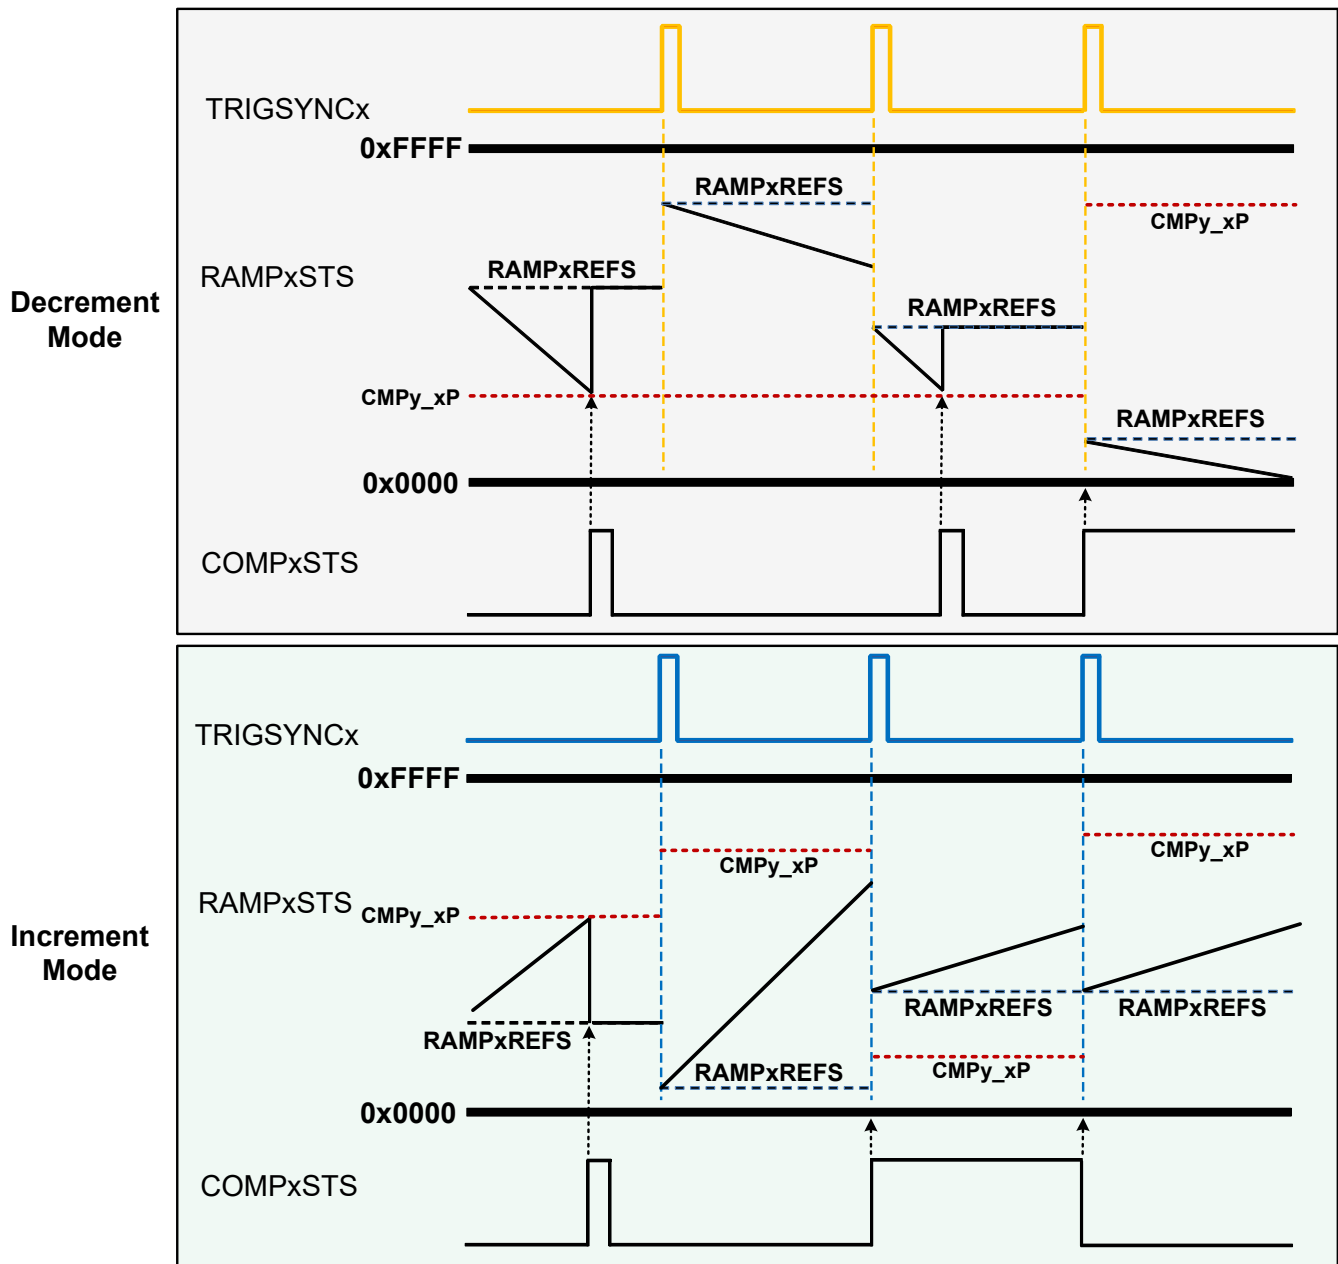 TRIGSYNCx
0xFFFF
RAMPxREFS
CMPy_xP
RAMPxSTS
RAMPxREFS
RAMPxREFS
Decrement
Mode
CMPy_xP
RAMPxREFS
0x0000
COMPxSTS
TRIGSYNCx
0xFFFF
CMPy_xP
CMPy_xP
RAMPxSTS
CMPy_xP
Increment
Mode
RAMPxREFS
RAMPxREFS
RAMPxREFS
RAMPxREFS
CMPy_xP
0x0000
COMPxSTS